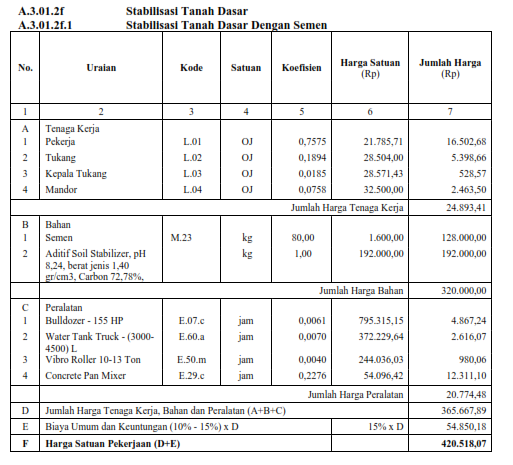 A.3.01.2f Stabilisasi Tanah Dasar
A.3.01.2f.1 Stabilisasi Tanah Dasar Dengan Semen
No. Uraian Kode Satuan Koefisien Harga Satuan (Rp) Jumlah Harga (Rp)
1 2 3 4 5 6 7
A Tenaga Kerja
1 Pekerja L.01 OJ 0,7575 21.785,71 16.502,68
2 Tukang L.02 OJ 0,1894 28.504,00 5.398,66
3 Kepala Tukang L.03 OJ 0,0185 28.571,43 528,57
4 Mandor L.04 OJ 0,0758 32.500,00 2.463,50
Jumlah Harga Tenaga Kerja 24.893,41
B Bahan
1 Semen M.23 kg 80,00 1.600,00 128.000,00
2 Aditif Soil Stabilizer, pH kg 1,00 192.000,00 192.000,00
8,24, berat jenis 1,40
gr/cm3, Carbon 72,78%,
Jumlah Harga Bahan 320.000,00
C Peralatan
1 Bulldozer - 155 HP E.07.c jam 0,0061 795.315,15 4.867,24
2 Water Tank Truck - (3000- E.60.a jam 0,0070 372.229,64 2.616,07
4500) L
3 Vibro Roller 10-13 Ton E.50.m jam 0,0040 244.036,03 980,06
4 Concrete Pan Mixer E.29.c jam 0,2276 54.096,42 12.311,10
Jumlah Harga Peralatan 20.774,48
D Jumlah Harga Tenaga Kerja, Bahan dan Peralatan (A+B+C) 365.667,89
E Biaya Umum dan Keuntungan (10% - 15%) x D 15% x D 54.850,18
F Harga Satuan Pekerjaan (D+E) 420.518,07